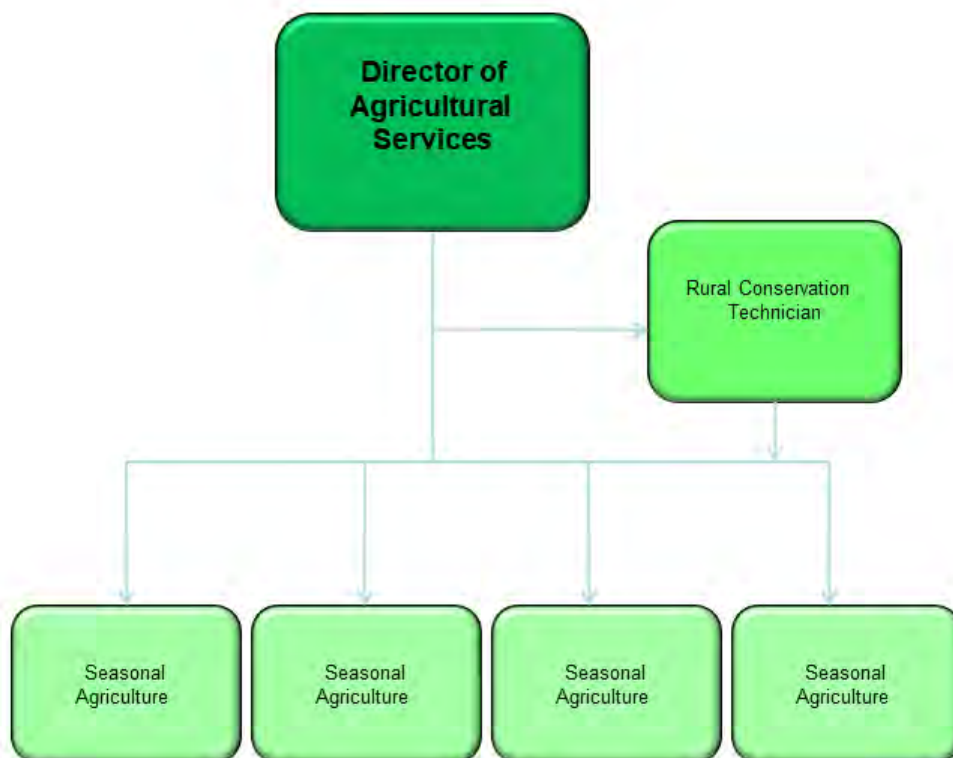 Director of
Agricultural
Services
Rural Conservation
Technician
Seasonal
Agriculture
Seasonal
Agriculture
Seasonal
Agriculture
Seasonal
Agriculture